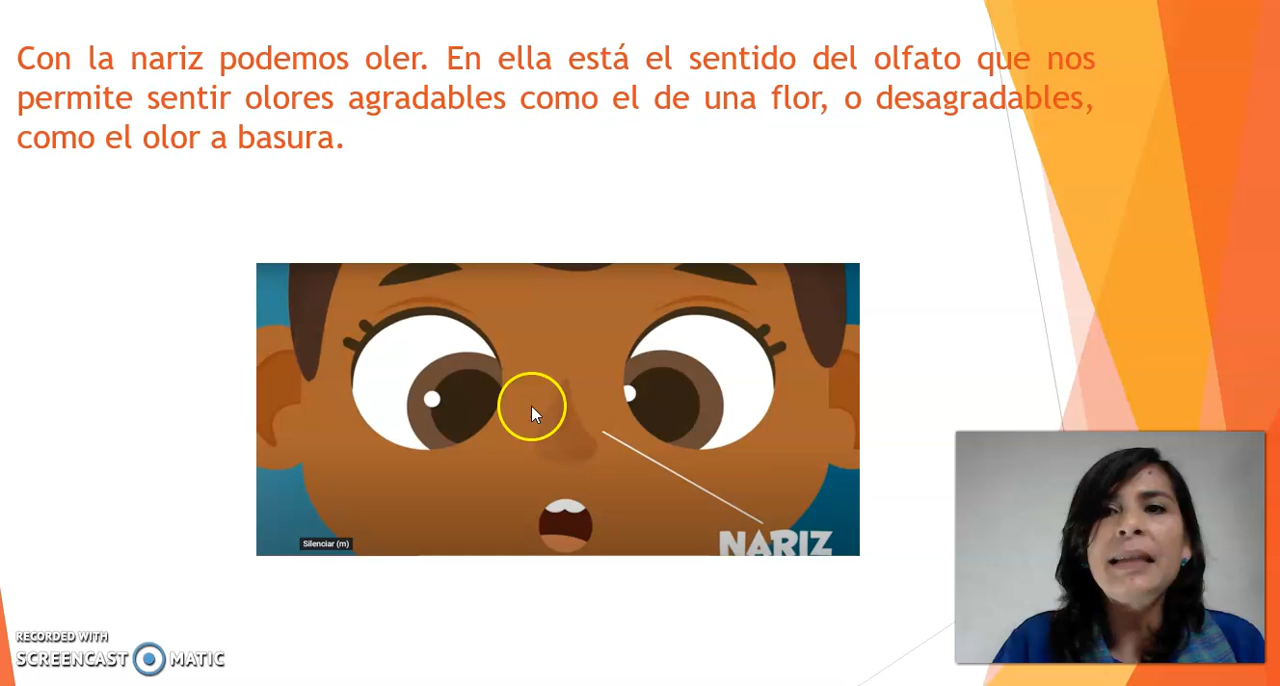 Con la nariz podemos oler. En ella está el sentido del olfato que nos
permite sentir olores agradables como el de una flor, o desagradables,
como el olor a basura.
Silenciar (m)
NARIZ
RECORDED WITH
SCREENCAST MATIC